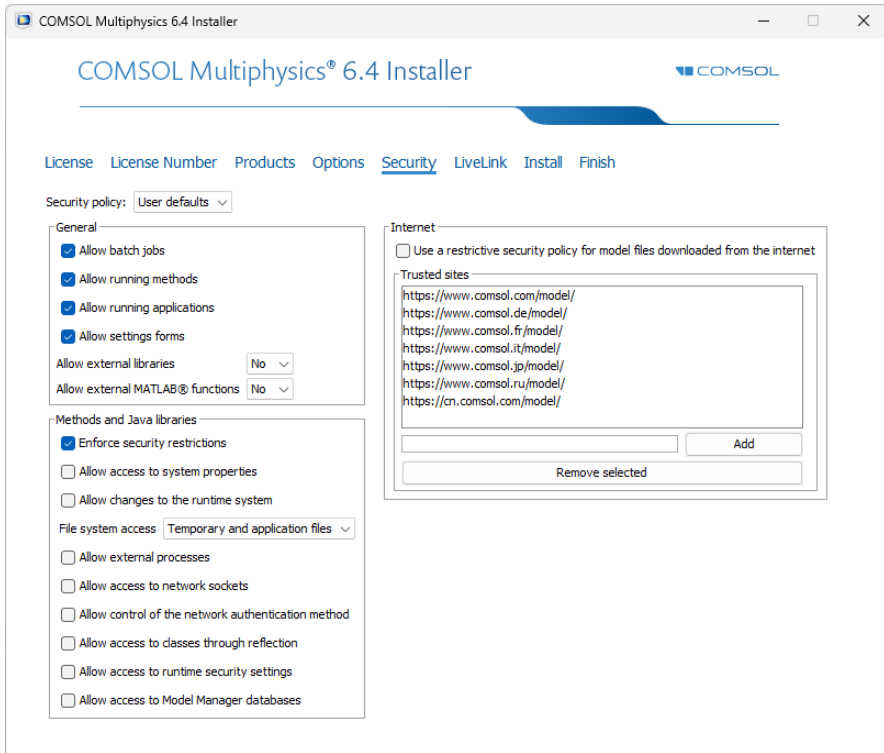 COMSOL Multiphysics 6.4 Installer
COMSOL Multiphysics® 6.4 Installer
COMSOL
License License Number Products Options Security LiveLink Install Finish
Security policy: User defaults
General
Allow batch jobs
Allow running methods
Allow running applications
Allow settings forms
Allow external libraries No
Allow external MATLAB® functions No
Methods and Java libraries
Enforce security restrictions
Allow access to system properties
Allow changes to the runtime system
File system access Temporary and application files
Allow external processes
Allow access to network sockets
Allow control of the network authentication method
Allow access to classes through reflection
Allow access to runtime security settings
Allow access to Model Manager databases
Internet
Use a restrictive security policy for model files downloaded from the internet
Trusted sites
https://www.comsol.com/model/
https://www.comsol.de/model/
https://www.comsol.fr/model/
https://www.comsol.it/model/
https://www.comsol.jp/model/
https://www.comsol.ru/model/
https://cn.comsol.com/model/
Add
Remove selected